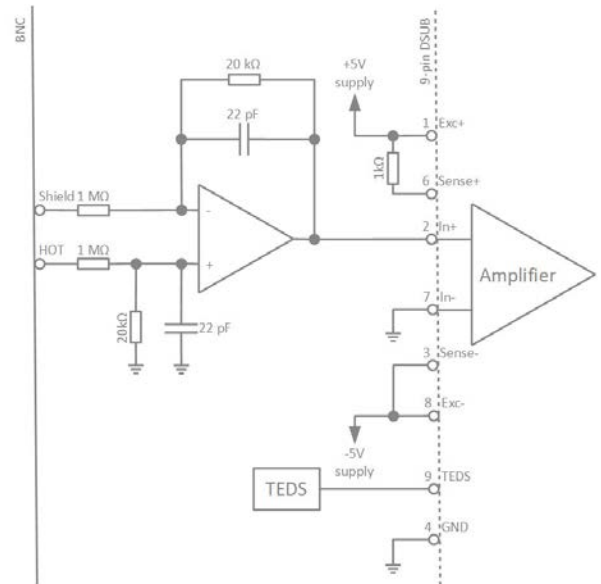 BNC
9-pin DSUB
20 kΩ
22 pF
+5V
supply
1 Exc+
1kΩ
6 Sense+
Shield 1 MΩ
-
2 In+
HOT 1 MΩ
+
Amplifier
7 In-
20kΩ
22 pF
3 Sense-
8 Exc-
-5V
supply
TEDS
9 TEDS
4 GND